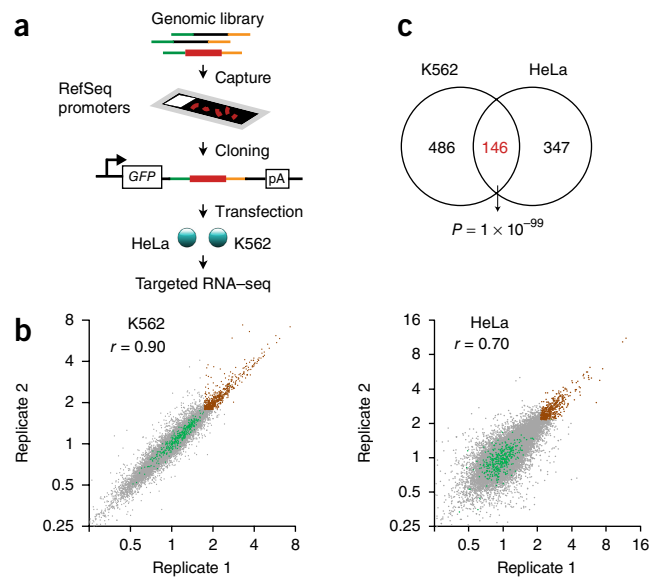 a
Genomic library
Capture
RefSeq
promoters
Cloning
GFP
pA
Transfection
HeLa
K562
Targeted RNA–seq
c
K562
HeLa
486
146
347
P = 1 × 10–99
b
K562
r = 0.90
8
4
2
1
0.5
0.25
Replicate 2
0.5 1 2 4 8
Replicate 1
HeLa
r = 0.70
16
8
4
2
1
0.5
0.25
Replicate 2
0.5 1 2 4 8 16
Replicate 1